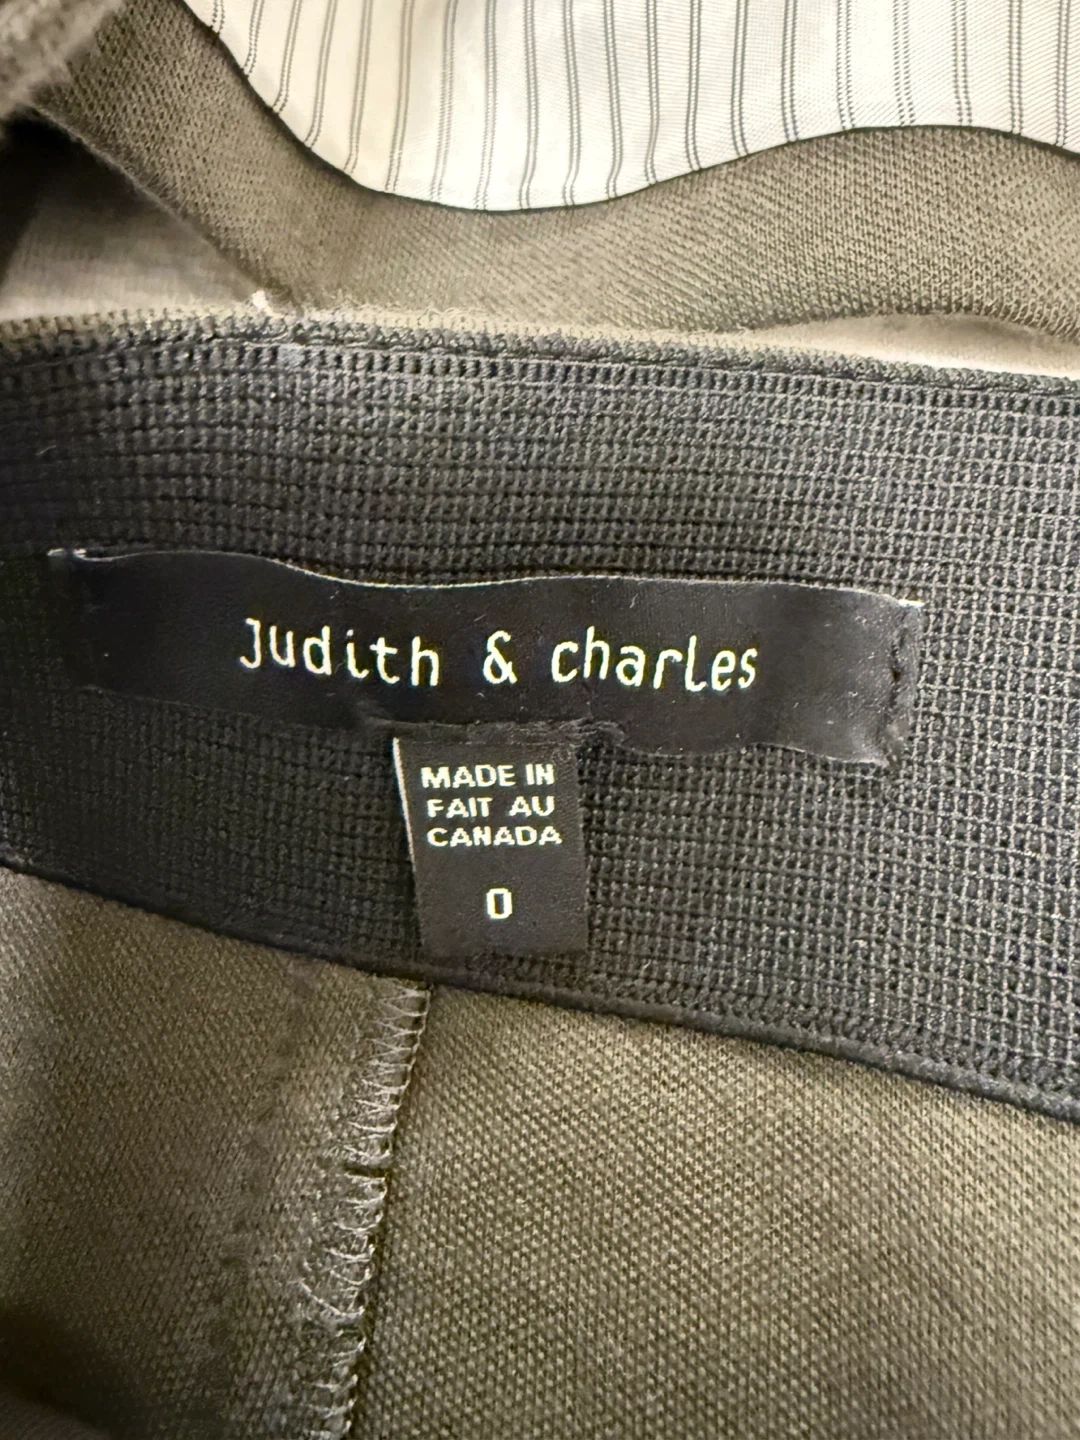 Judith & charles
MADE IN
FAIT AU
CANADA
0